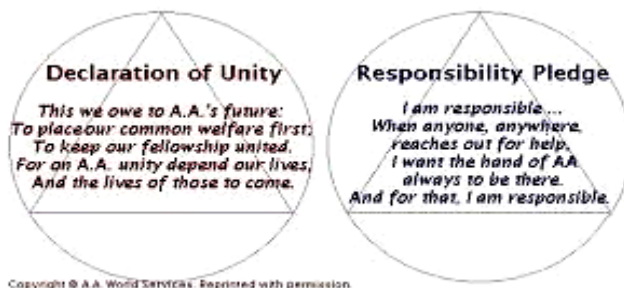 Declaration of Unity
This we owe to A.A.'s future:
To placeour common welfare first;
To keep our fellowship united.
For on A.A. unity depend our lives,
And the lives of those to come.
Responsibility Pledge
I am responsible ...
When anyone, anywhere,
reaches out for help,
I want the hand of AA
always to be there.
And for that, I am responsible.
Copyright © A.A. World Services. Reprinted with permission.